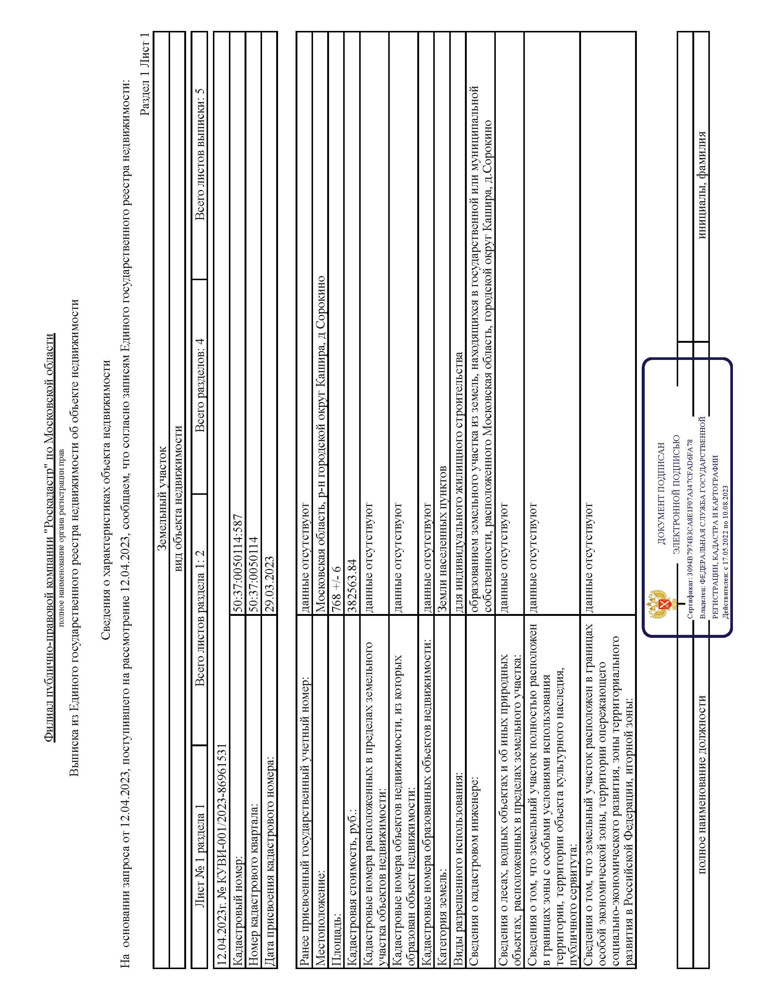 Филиал публично-правовой компании "Роскадастр" по Московской области
полное наименование органа регистрации прав
Выписка из Единого государственного реестра недвижимости об объекте недвижимости
Сведения о характеристиках объекта недвижимости
На основании запроса от 12.04.2023, поступившего на рассмотрение 12.04.2023, сообщаем, что согласно записям Единого государственного реестра недвижимости:
Раздел 1 Лист 1
Земельный участок
вид объекта недвижимости
Лист № 1 раздела 1 Всего листов раздела 1: 2 Всего разделов: 4 Всего листов выписки: 5
12.04.2023г. № КУВИ-001/2023-86961531
Кадастровый номер: 50:37:0050114:587
Номер кадастрового квартала: 50:37:0050114
Дата присвоения кадастрового номера: 29.03.2023
Ранее присвоенный государственный учетный номер: данные отсутствуют
Местоположение: Московская область, р-н городской округ Кашира, д Сорокино
Площадь: 768 +/- 6
Кадастровая стоимость, руб.: 382563.84
Кадастровые номера расположенных в пределах земельного данные отсутствуют
участка объектов недвижимости:
Кадастровые номера объектов недвижимости, из которых данные отсутствуют
образован объект недвижимости:
Кадастровые номера образованных объектов недвижимости: данные отсутствуют
Категория земель: Земли населенных пунктов
Виды разрешенного использования: для индивидуального жилищного строительства
Сведения о кадастровом инженере: образованием земельного участка из земель, находящихся в государственной или муниципальной
собственности, расположенного Московская область, городской округ Кашира, д.Сорокино
Сведения о лесах, водных объектах и об иных природных данные отсутствуют
объектах, расположенных в пределах земельного участка:
Сведения о том, что земельный участок полностью расположен данные отсутствуют
в границах зоны с особыми условиями использования
территории, территории объекта культурного наследия,
публичного сервитута:
Сведения о том, что земельный участок расположен в границах данные отсутствуют
особой экономической зоны, территории опережающего
социально-экономического развития, зоны территориального
развития в Российской Федерации, игорной зоны:
ДОКУМЕНТ ПОДПИСАН
ЭЛЕКТРОННОЙ ПОДПИСЬЮ
Сертификат: 3094B7974B3CA8E1F07A347CFAD6FA78
Владелец: ФЕДЕРАЛЬНАЯ СЛУЖБА ГОСУДАРСТВЕННОЙ
РЕГИСТРАЦИИ, КАДАСТРА И КАРТОГРАФИИ
Действителен: с 17.05.2022 по 10.08.2023
полное наименование должности инициалы, фамилия